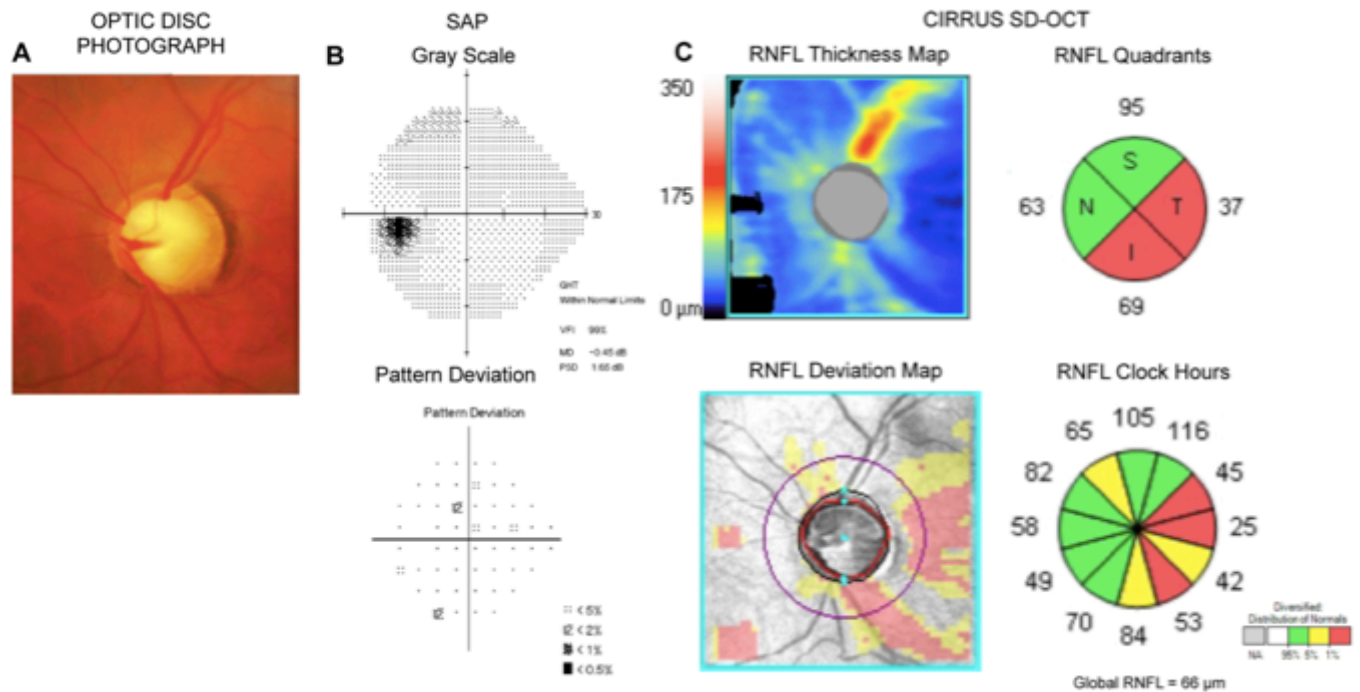 OPTIC DISC
PHOTOGRAPH
SAP
CIRRUS SD-OCT
A
B
Gray Scale
C
RNFL Thickness Map
RNFL Quadrants
30
GHT
Within Normal Limits
VFI 99%
MD -0.45 dB
PSD 1.65 dB
350
175
0 µm
95
S
63 N T 37
I
69
Pattern Deviation
Pattern Deviation
< 5%
< 2%
< 1%
< 0.5%
RNFL Deviation Map
RNFL Clock Hours
105
65 116
82 45
58 25
49 42
70 53
84
Diversified:
Distribution of Normals
NA 95% 5% 1%
Global RNFL = 66 µm